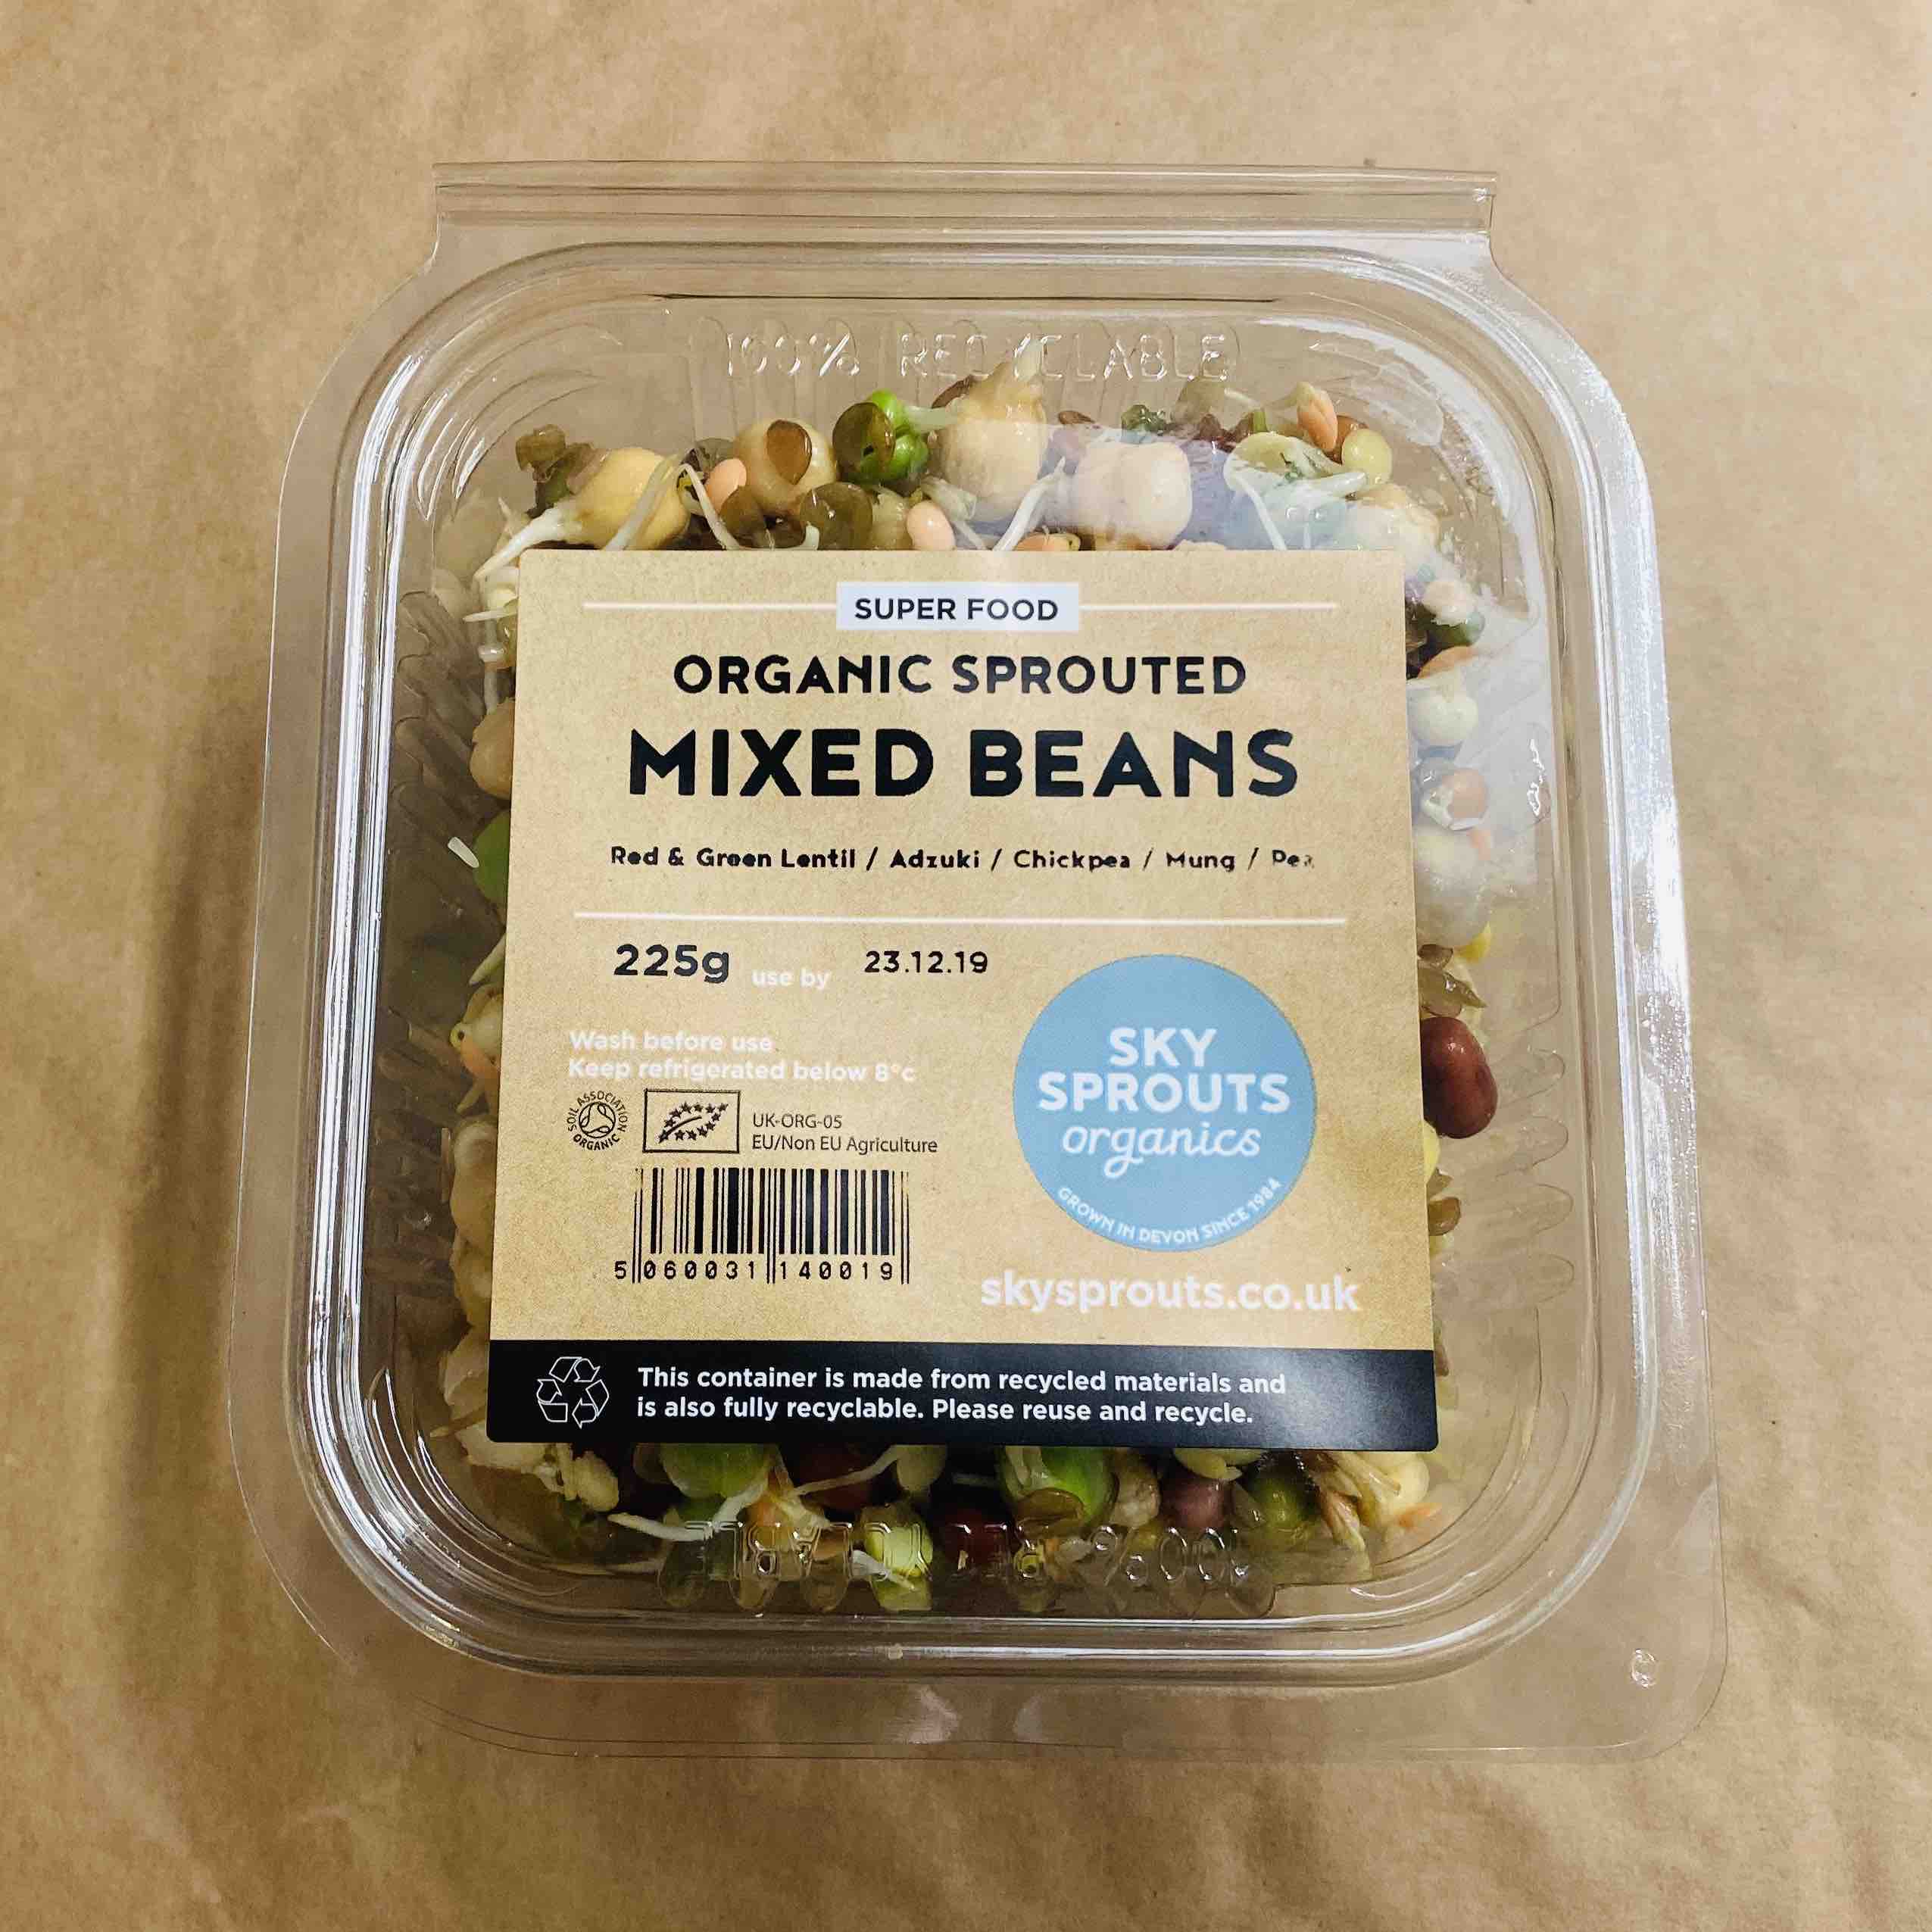 100% RECYCLABLE
SUPER FOOD
ORGANIC SPROUTED
MIXED BEANS
Red & Green Lentil / Adzuki / Chickpea / Mung / Pea
225g use by 23.12.19
Wash before use
Keep refrigerated below 8°c
SOIL ASSOCIATION
ORGANIC
UK-ORG-05
EU/Non EU Agriculture
5 060031 140019
SKY
SPROUTS
organics
GROWN IN DEVON SINCE 1984
skysprouts.co.uk
This container is made from recycled materials and
is also fully recyclable. Please reuse and recycle.